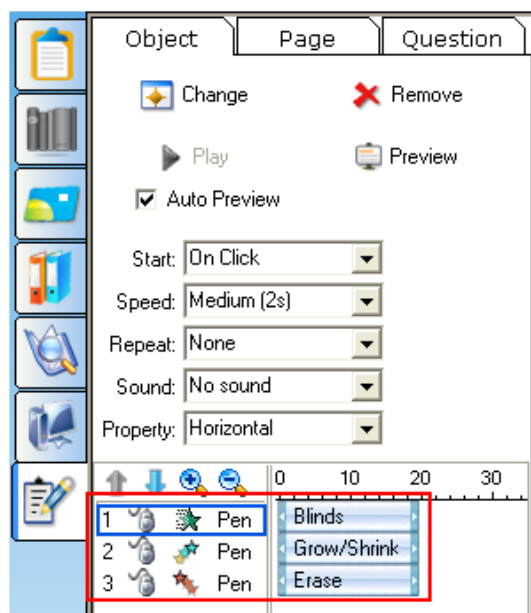 Object Page Question
Change Remove
Play Preview
Auto Preview
Start: On Click
Speed: Medium (2s)
Repeat: None
Sound: No sound
Property: Horizontal
0 10 20 30
1 Pen Blinds
2 Pen Grow/Shrink
3 Pen Erase